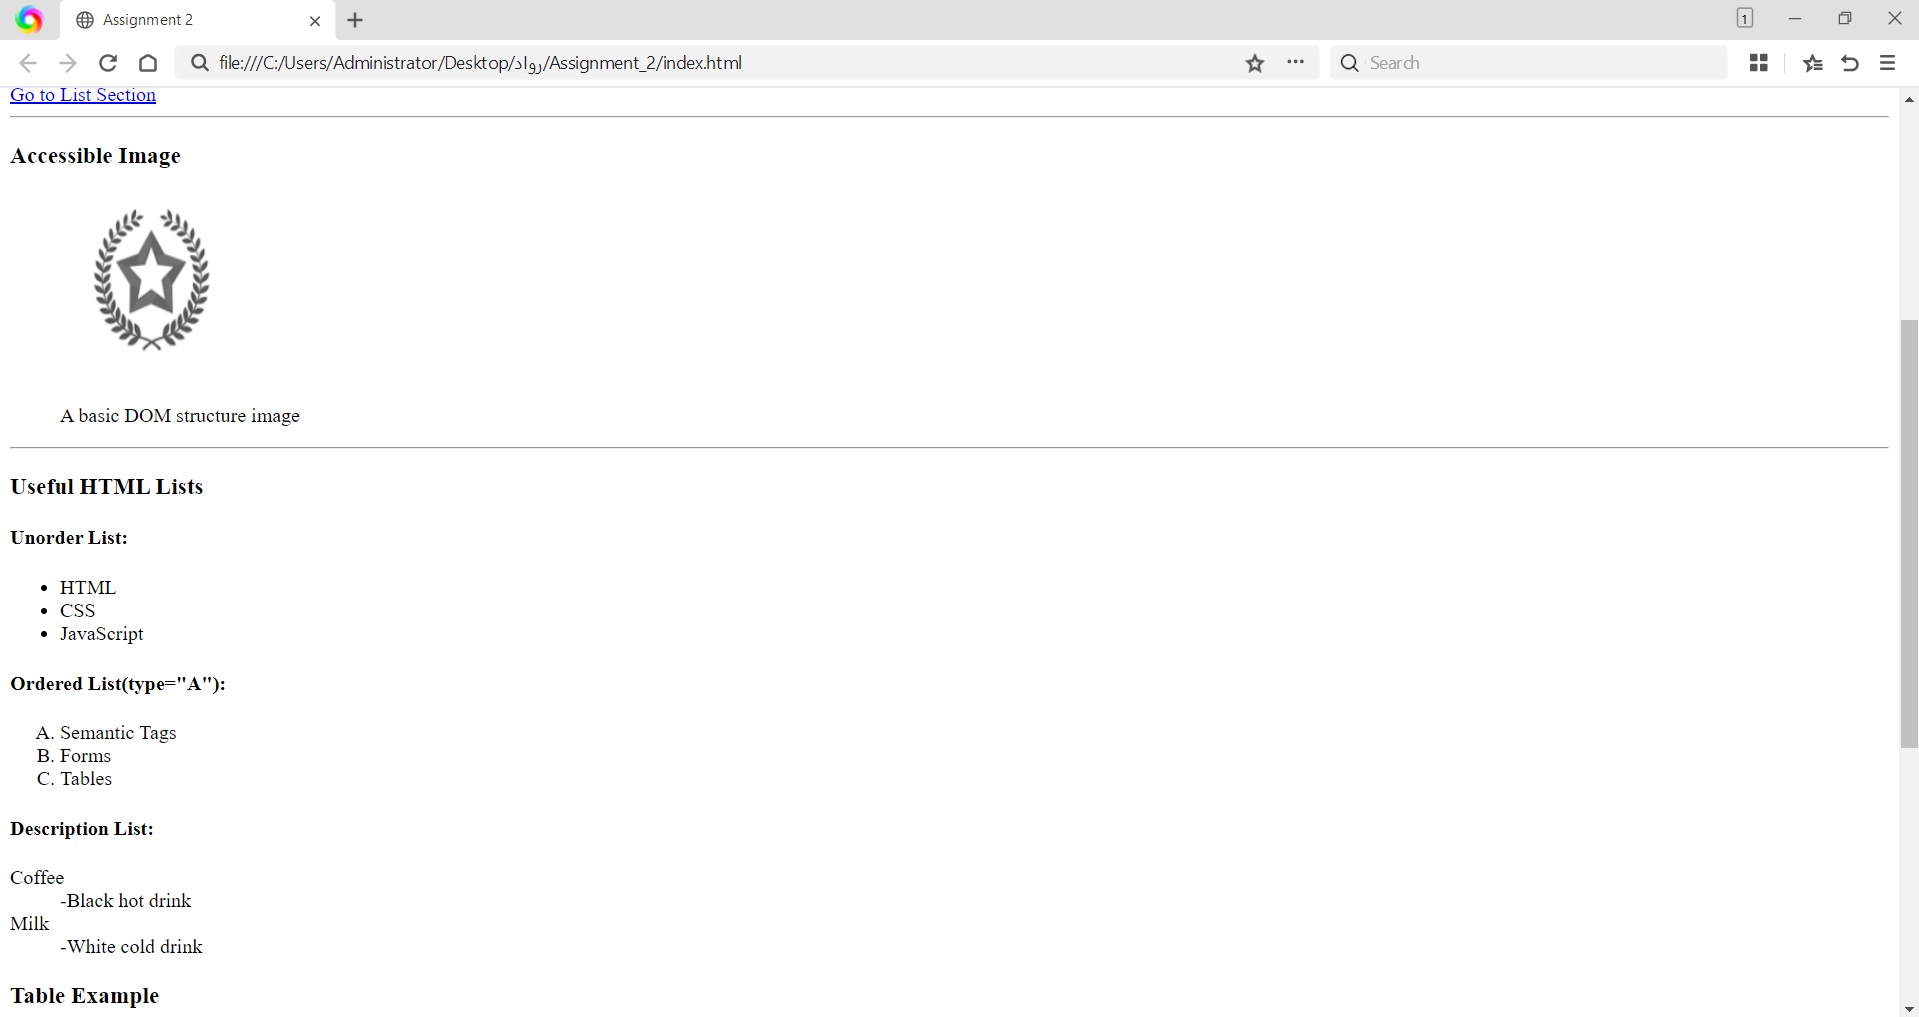 Assignment 2
1
file:///C:/Users/Administrator/Desktop/رواد/Assignment_2/index.html
Search
Go to List Section
Accessible Image
A basic DOM structure image
Useful HTML Lists
Unorder List:
• HTML
• CSS
• JavaScript
Ordered List(type="A"):
A. Semantic Tags
B. Forms
C. Tables
Description List:
Coffee
-Black hot drink
Milk
-White cold drink
Table Example